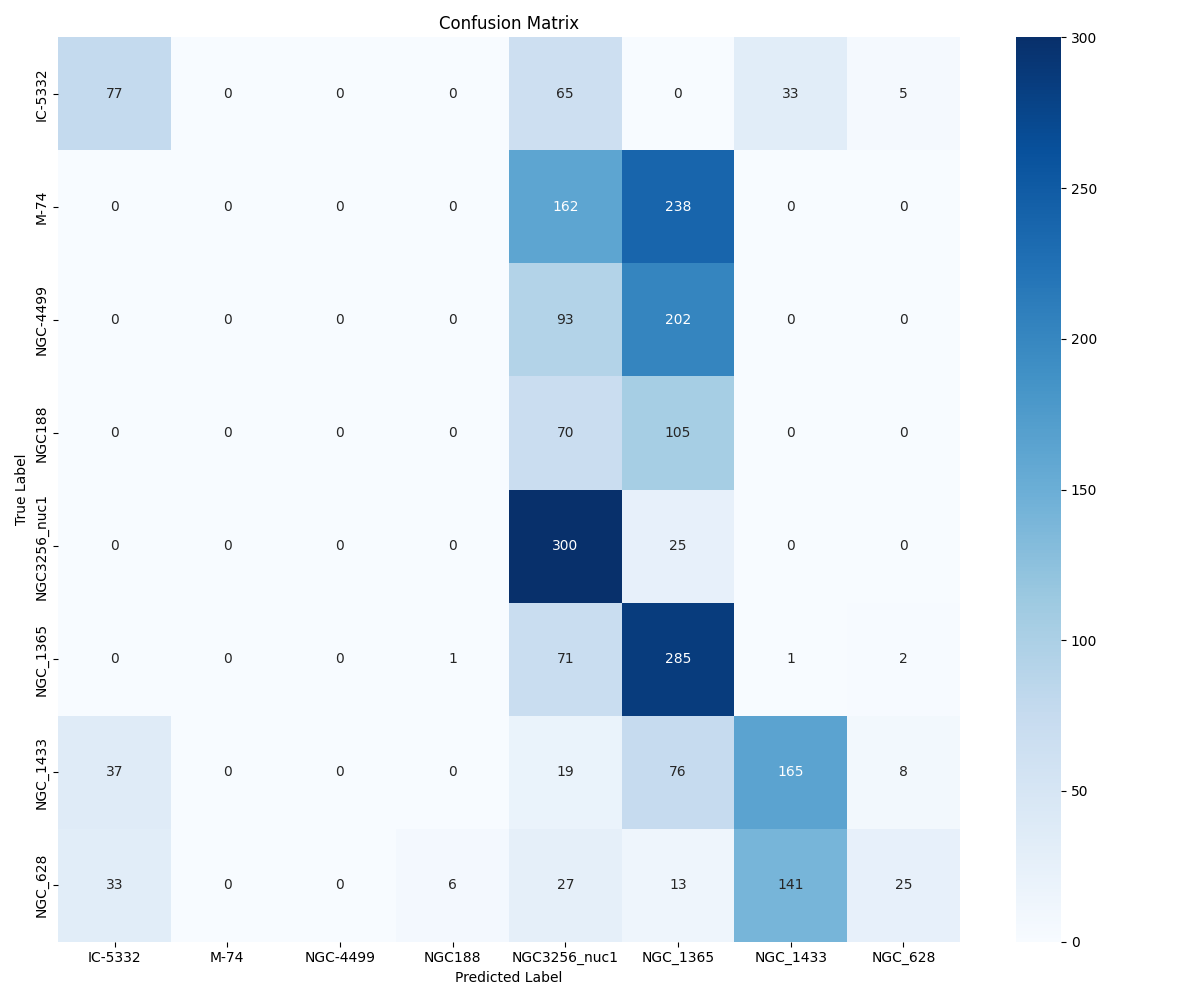 Confusion Matrix
IC-5332 77 0 0 0 65 0 33 5
M-74 0 0 0 0 162 238 0 0
NGC-4499 0 0 0 0 93 202 0 0
NGC188 0 0 0 0 70 105 0 0
NGC3256_nuc1 0 0 0 0 300 25 0 0
NGC_1365 0 0 0 1 71 285 1 2
NGC_1433 37 0 0 0 19 76 165 8
NGC_628 33 0 0 6 27 13 141 25
IC-5332 M-74 NGC-4499 NGC188 NGC3256_nuc1 NGC_1365 NGC_1433 NGC_628
Predicted Label
True Label
300
250
200
150
100
50
0